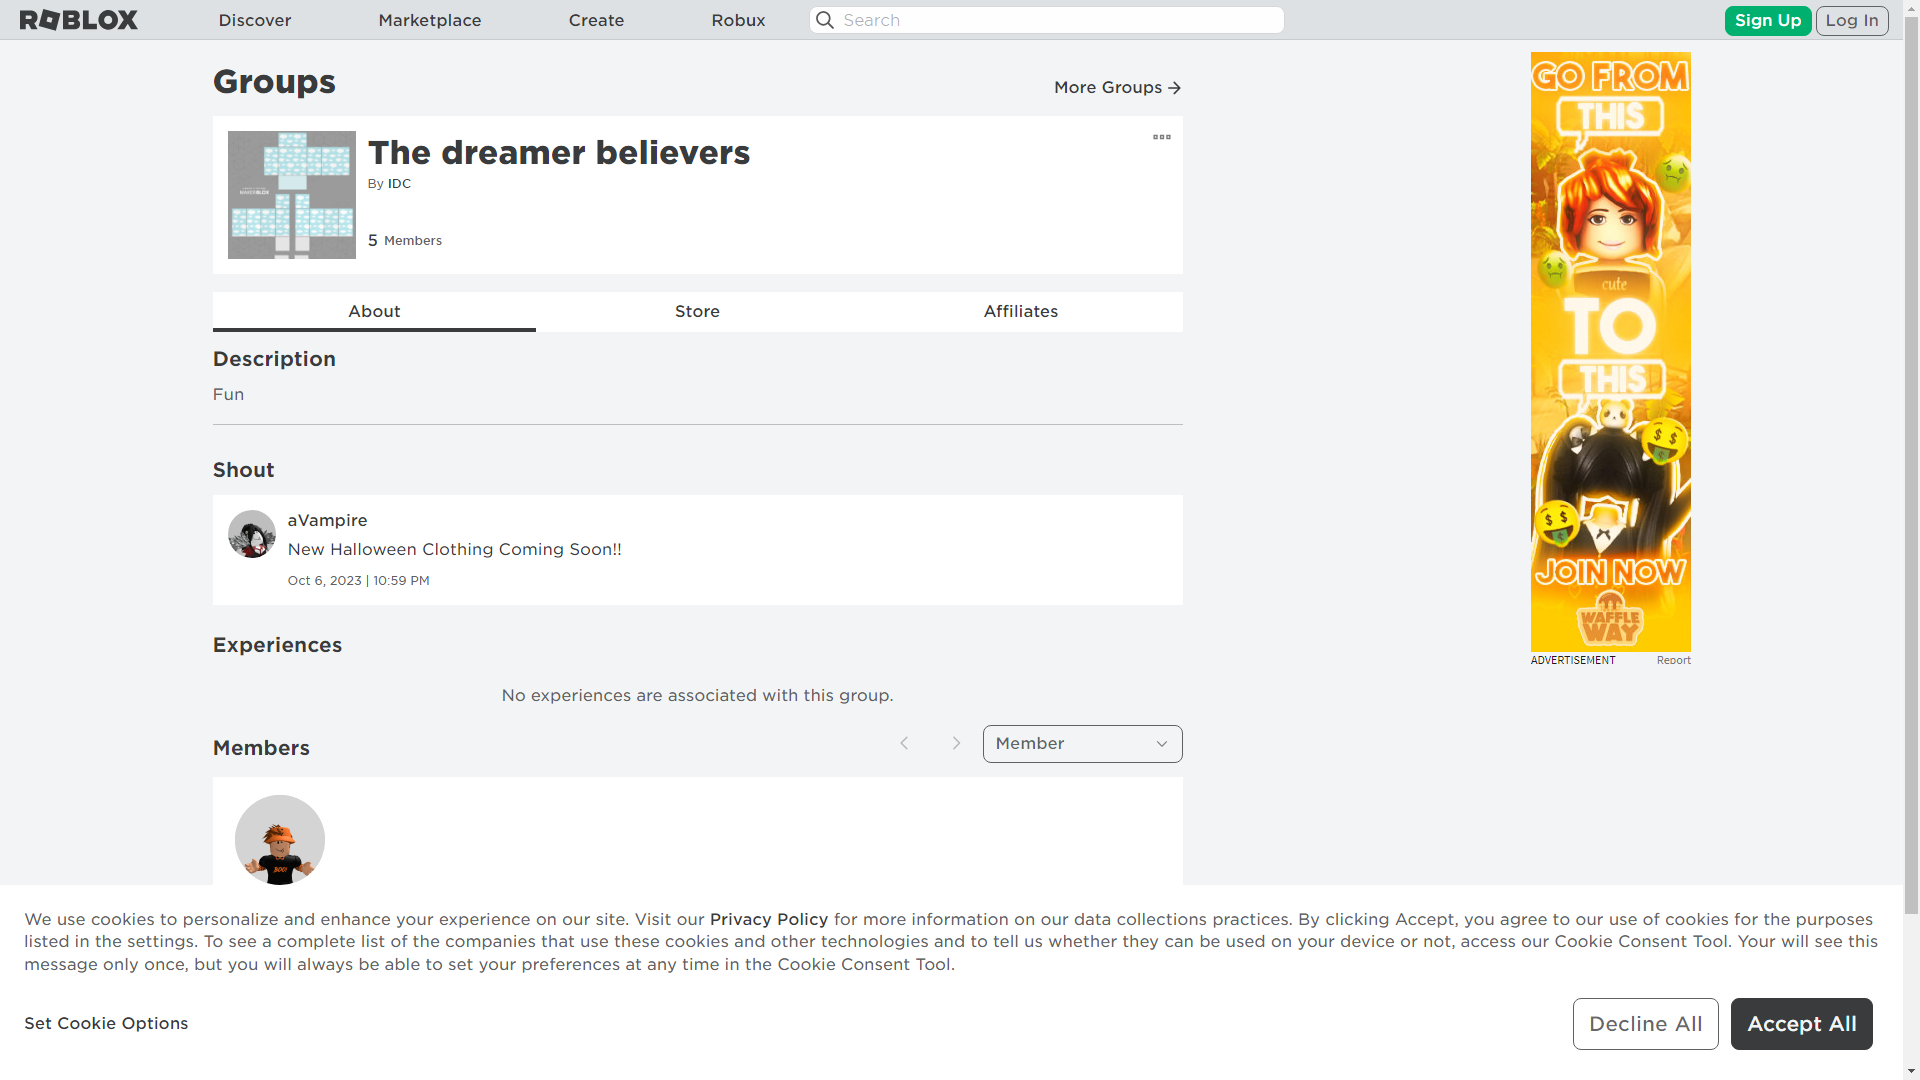 ROBLOX
Discover
Marketplace
Create
Robux
Search
Sign Up
Log In
Groups
More Groups
The dreamer believers
By IDC
5 Members
About
Store
Affiliates
Description
Fun
Shout
aVampire
New Halloween Clothing Coming Soon!!
Oct 6, 2023 | 10:59 PM
Experiences
No experiences are associated with this group.
Members
Member
BOO!
GO FROM
THIS
cute
TO
THIS
JOIN NOW
WAFFLE
WAY
ADVERTISEMENT
Report
We use cookies to personalize and enhance your experience on our site. Visit our Privacy Policy for more information on our data collections practices. By clicking Accept, you agree to our use of cookies for the purposes
listed in the settings. To see a complete list of the companies that use these cookies and other technologies and to tell us whether they can be used on your device or not, access our Cookie Consent Tool. Your will see this
message only once, but you will always be able to set your preferences at any time in the Cookie Consent Tool.
Set Cookie Options
Decline All
Accept All